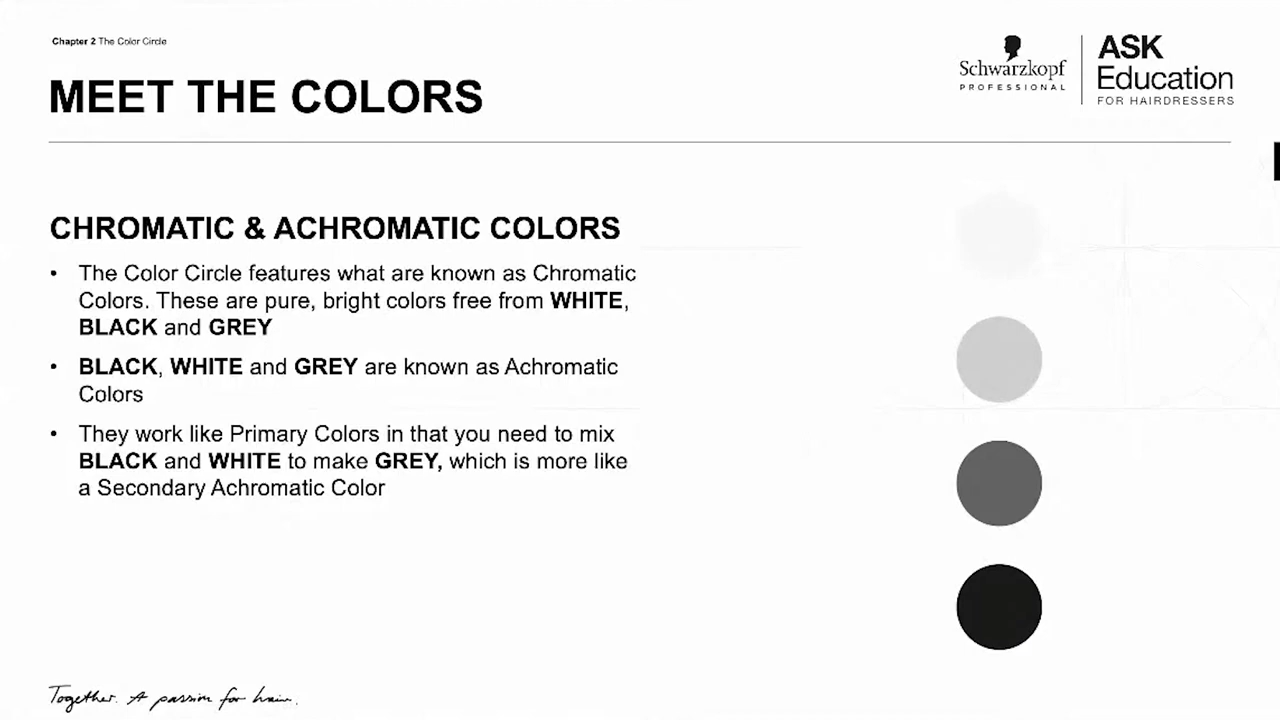 Chapter 2 The Color Circle
MEET THE COLORS
Schwarzkopf
PROFESSIONAL
ASK
Education
FOR HAIRDRESSERS
CHROMATIC & ACHROMATIC COLORS
• The Color Circle features what are known as Chromatic
Colors. These are pure, bright colors free from WHITE,
BLACK and GREY
• BLACK, WHITE and GREY are known as Achromatic
Colors
• They work like Primary Colors in that you need to mix
BLACK and WHITE to make GREY, which is more like
a Secondary Achromatic Color
Together. A passion for hair.